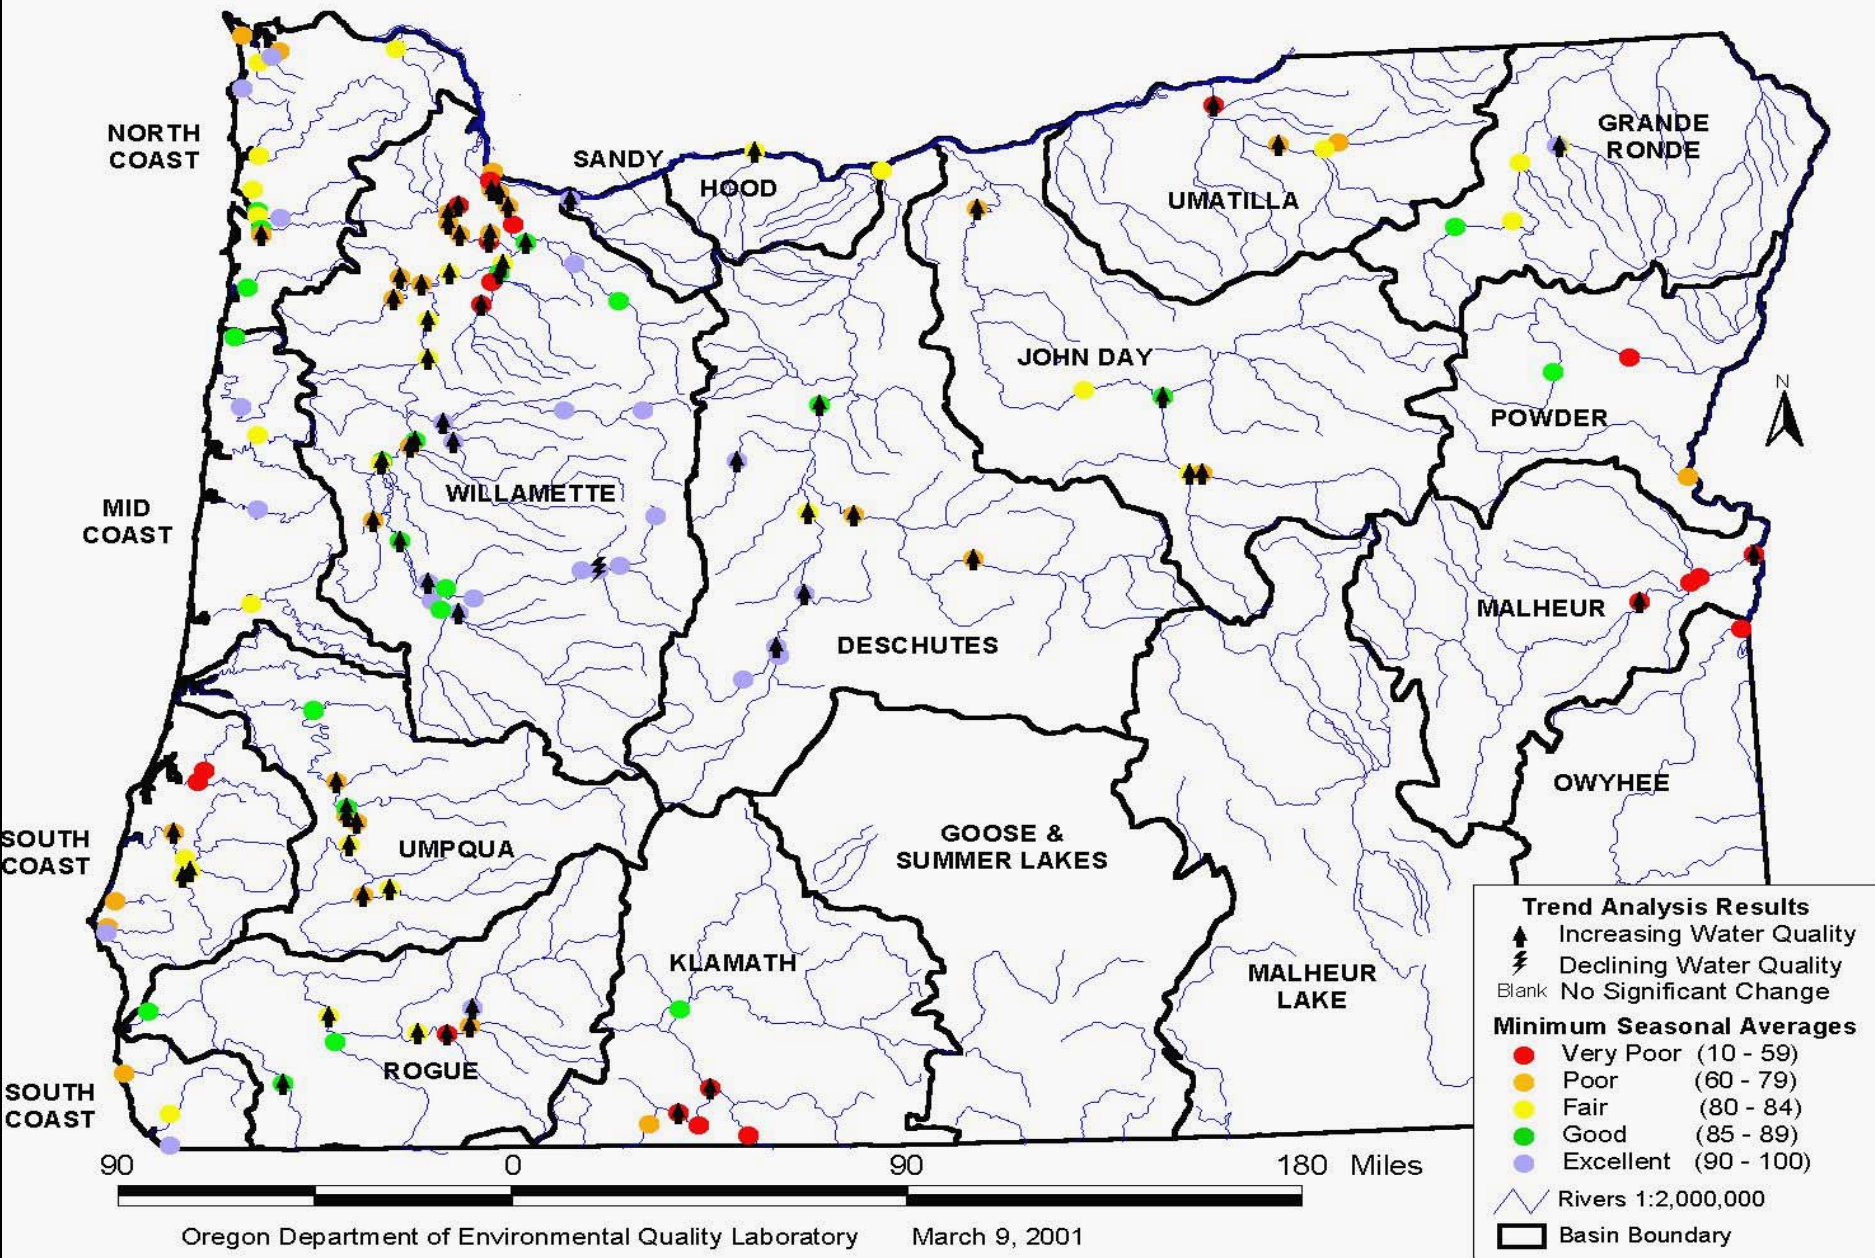 NORTH
COAST
SANDY
HOOD
UMATILLA
GRANDE
RONDE
JOHN DAY
POWDER
N
WILLAMETTE
MID
COAST
DESCHUTES
MALHEUR
OWYHEE
SOUTH
COAST
UMPQUA
GOOSE &
SUMMER LAKES
KLAMATH
MALHEUR
LAKE
ROGUE
SOUTH
COAST
Trend Analysis Results
Increasing Water Quality
Declining Water Quality
Blank No Significant Change
Minimum Seasonal Averages
Very Poor (10 - 59)
Poor (60 - 79)
Fair (80 - 84)
Good (85 - 89)
Excellent (90 - 100)
Rivers 1:2,000,000
Basin Boundary
90 0 90 180 Miles
Oregon Department of Environmental Quality Laboratory March 9, 2001